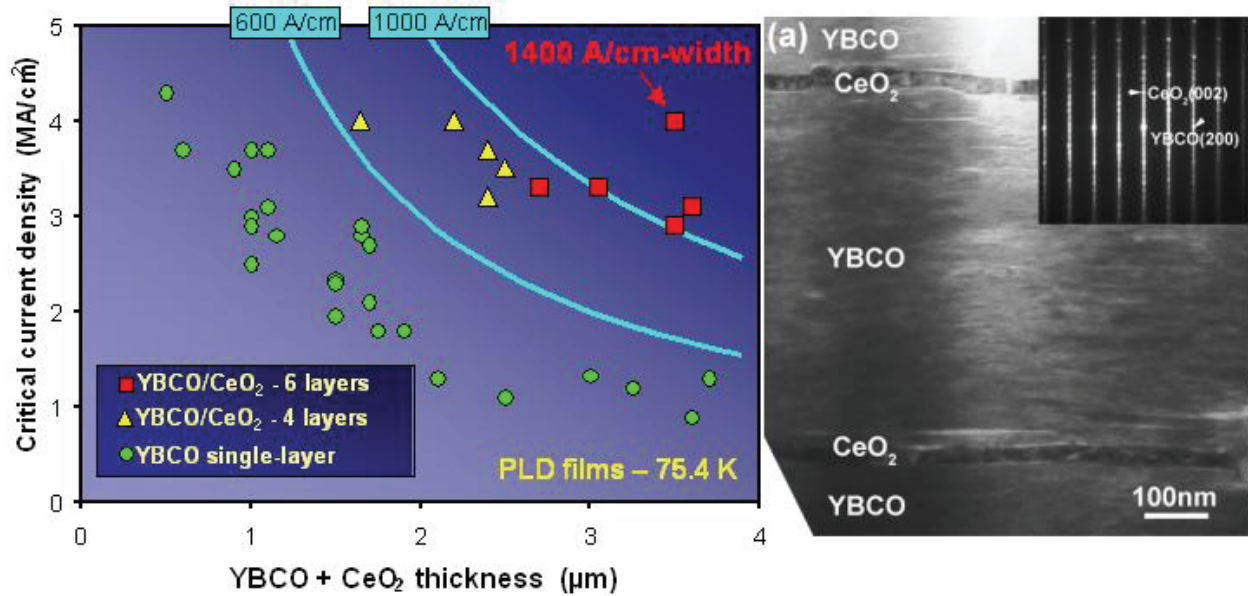 600 A/cm
1000 A/cm
1400 A/cm-width
5
4
3
2
1
0
Critical current density (MA/cm²)
YBCO/CeO₂ - 6 layers
YBCO/CeO₂ - 4 layers
YBCO single-layer
PLD films – 75.4 K
0
1
2
3
4
YBCO + CeO₂ thickness (μm)
(a)
YBCO
CeO₂
CeO₂(002)
YBCO(200)
YBCO
CeO₂
YBCO
100nm